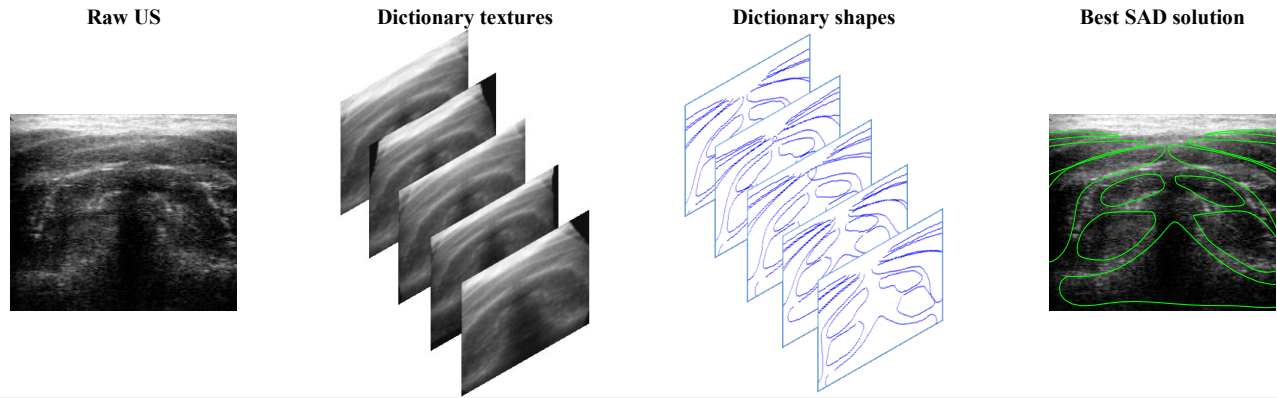 Raw US
Dictionary textures
Dictionary shapes
Best SAD solution